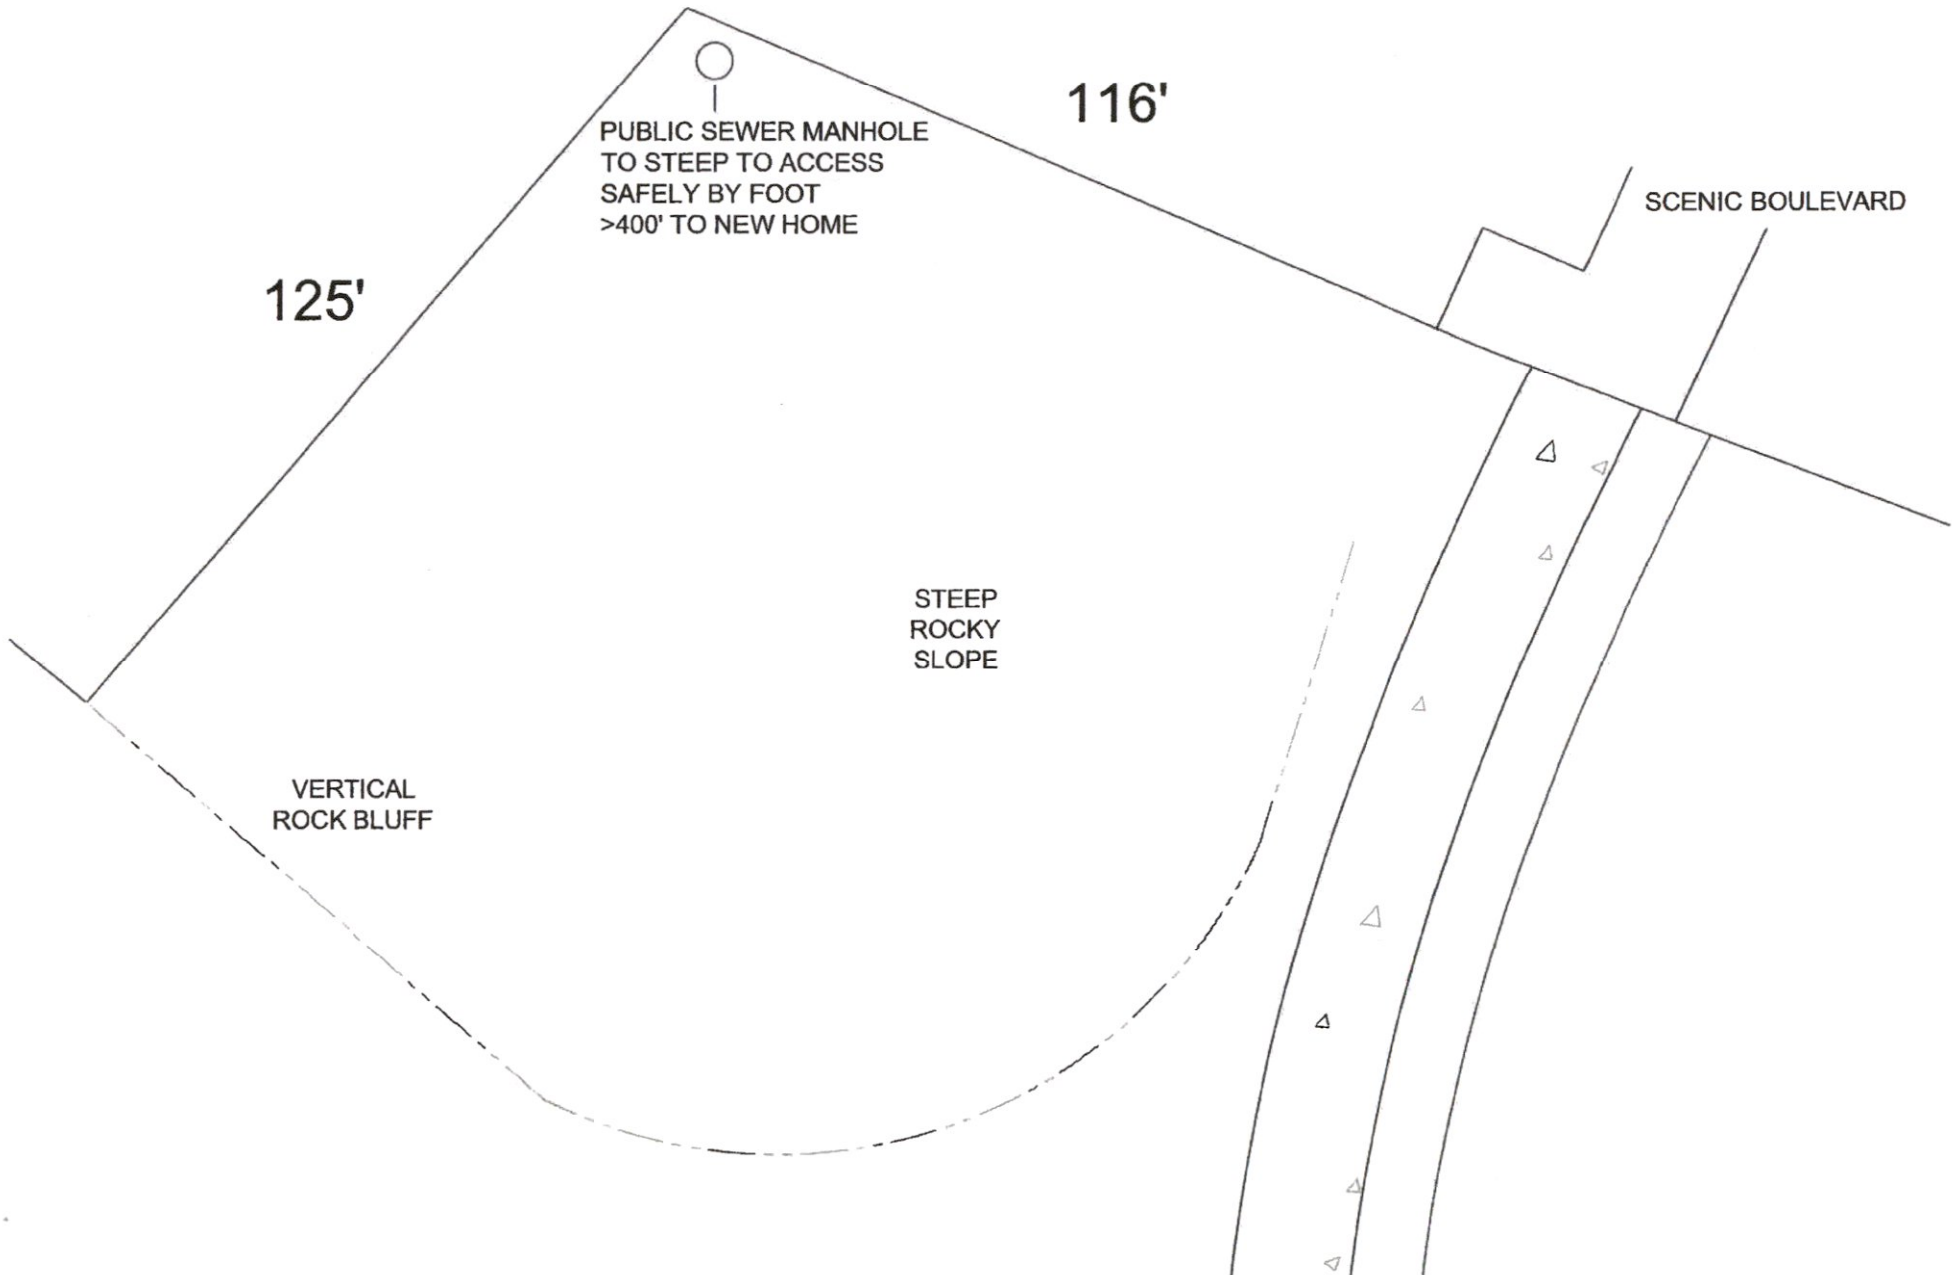 116'
PUBLIC SEWER MANHOLE
TO STEEP TO ACCESS
SAFELY BY FOOT
>400' TO NEW HOME
SCENIC BOULEVARD
125'
STEEP
ROCKY
SLOPE
VERTICAL
ROCK BLUFF